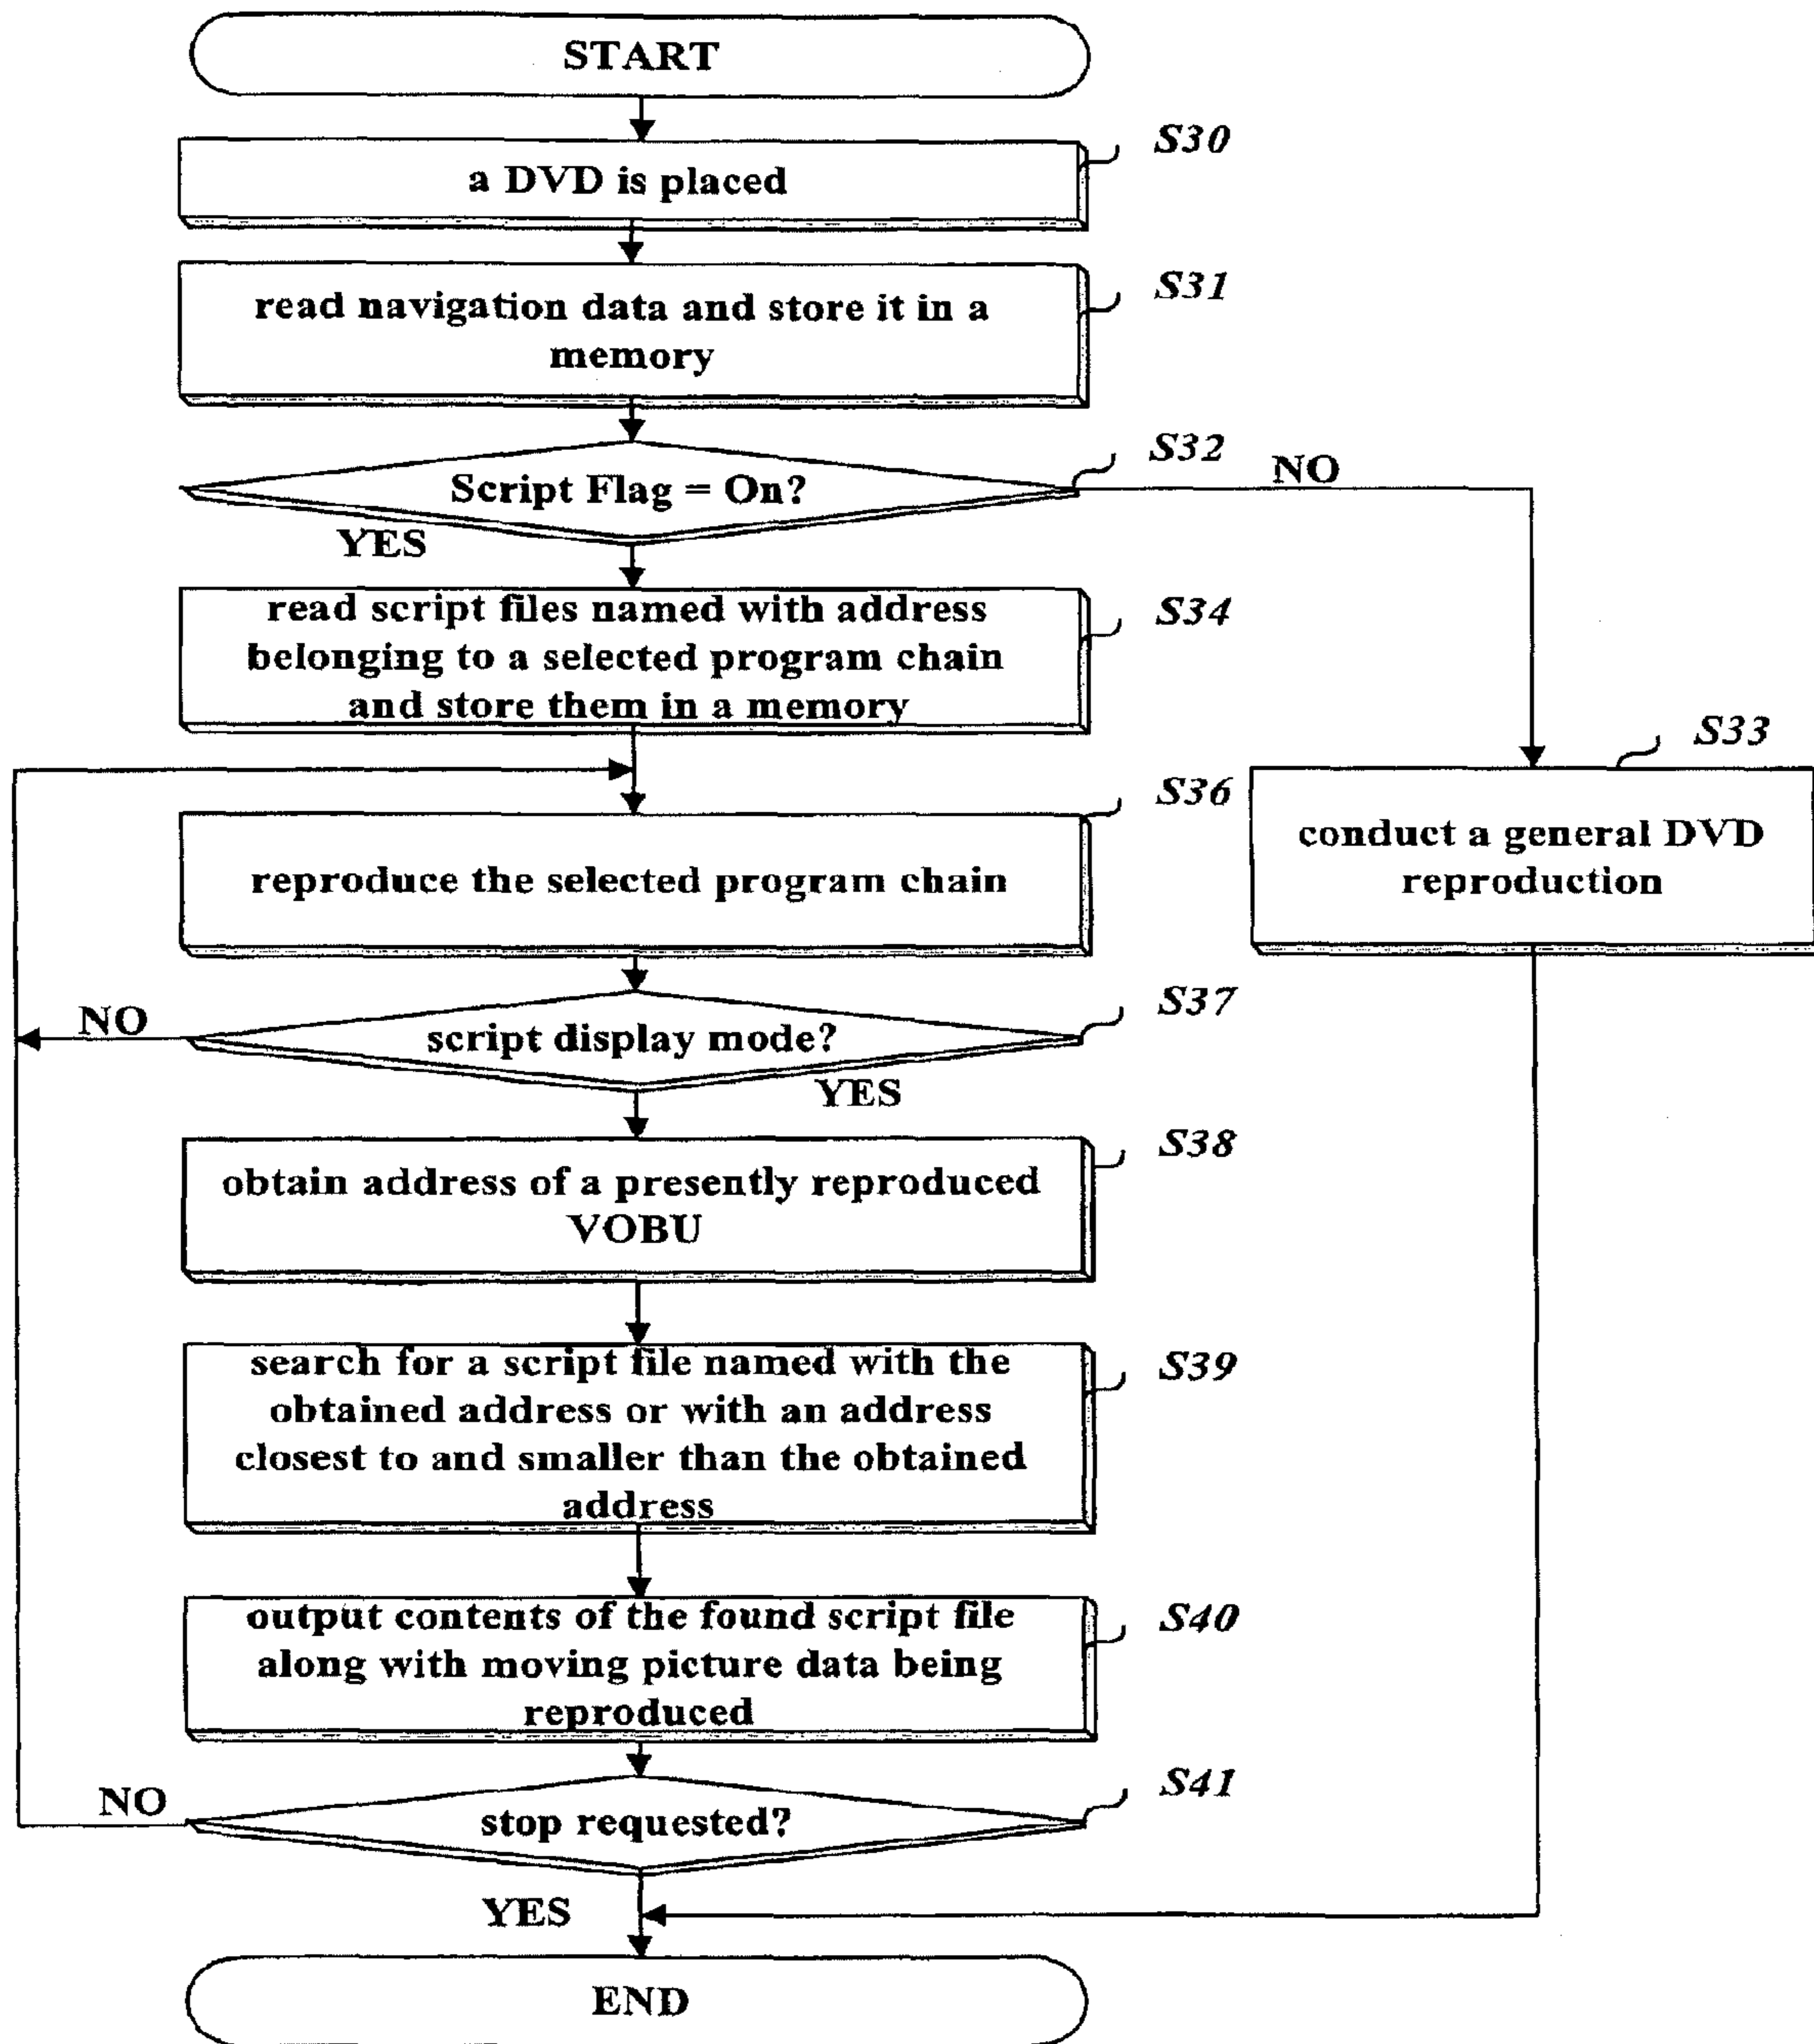 START
S30
a DVD is placed
S31
read navigation data and store it in a
memory
S32
Script Flag = On?
NO
YES
S34
read script files named with address
belonging to a selected program chain
and store them in a memory
S33
conduct a general DVD
reproduction
S36
reproduce the selected program chain
S37
NO
script display mode?
YES
S38
obtain address of a presently reproduced
VOBU
S39
search for a script file named with the
obtained address or with an address
closest to and smaller than the obtained
address
S40
output contents of the found script file
along with moving picture data being
reproduced
S41
NO
stop requested?
YES
END